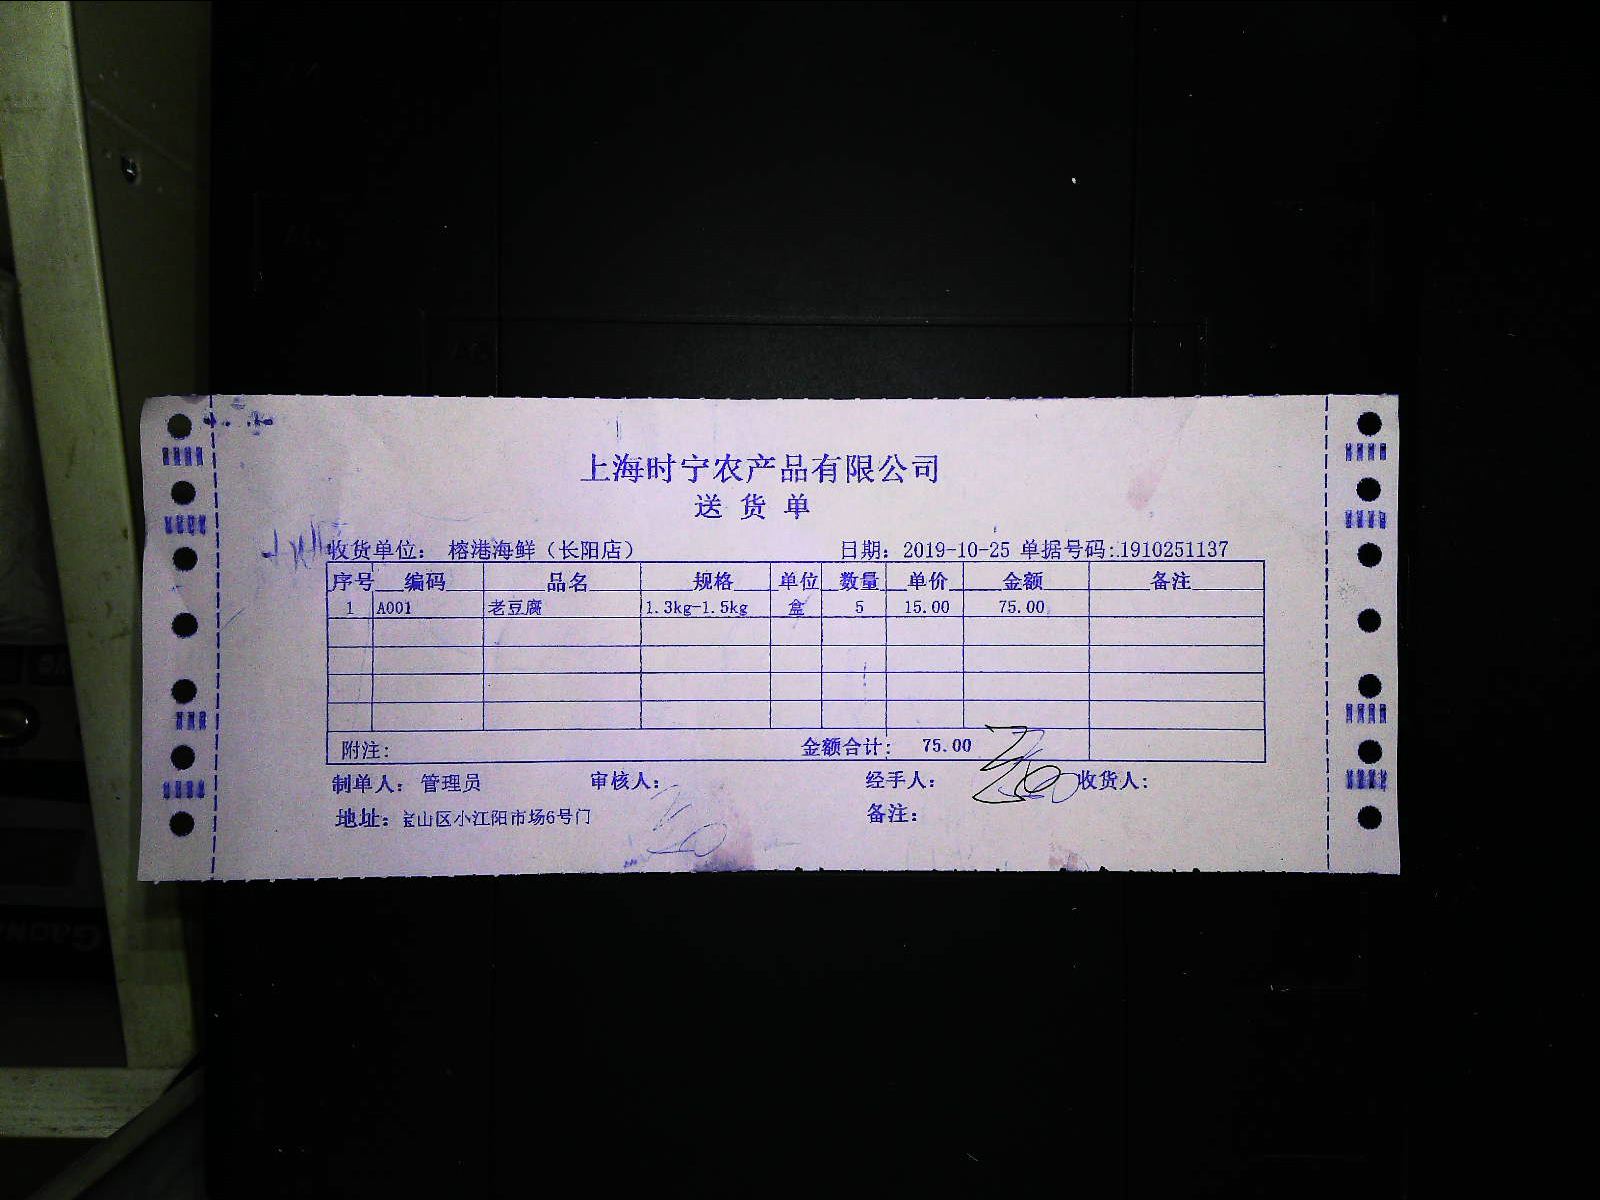 上海时宁农产品有限公司
送 货 单
收货单位： 榕港海鲜（长阳店） 日期：2019-10-25 单据号码:1910251137
序号 编码 品名 规格 单位 数量 单价 金额 备注
1 A001 老豆腐 1.3kg-1.5kg 盒 5 15.00 75.00
附注: 金额合计: 75.00
制单人: 管理员 审核人: 经手人: 收货人:
地址: 宝山区小江阳市场6号门 备注: